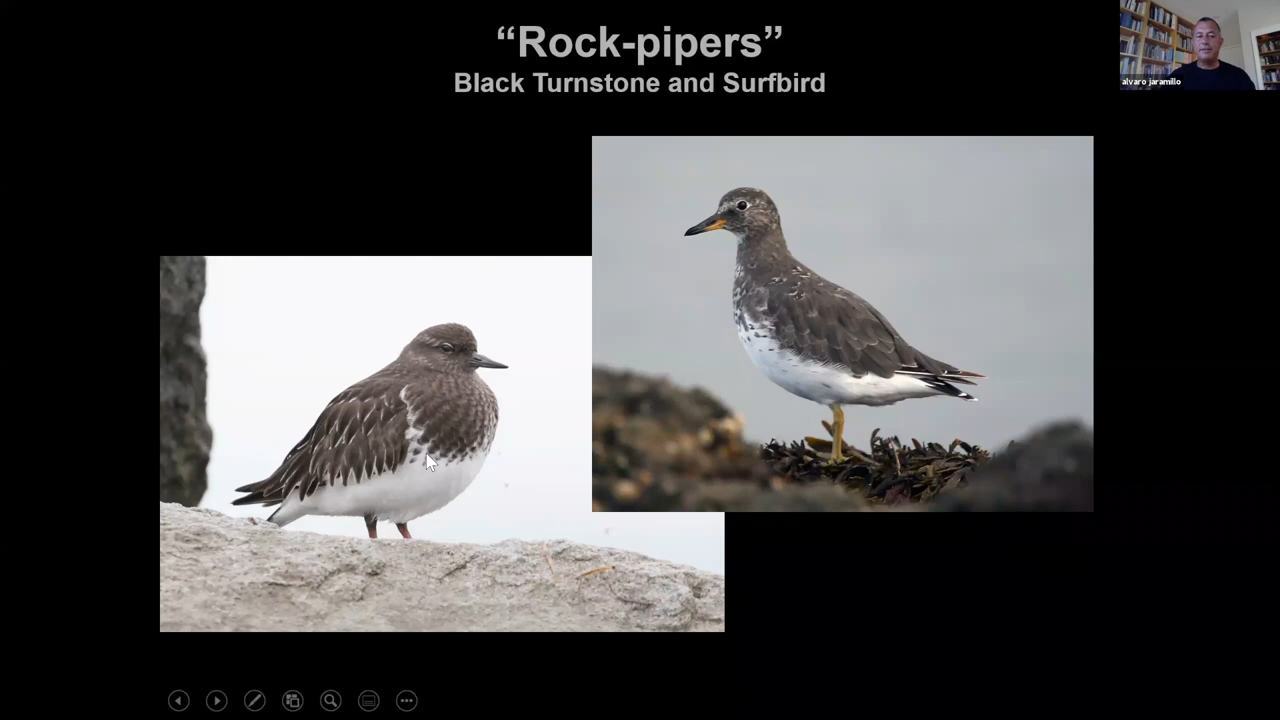 “Rock-pipers”
Black Turnstone and Surfbird
alvaro jaramillo